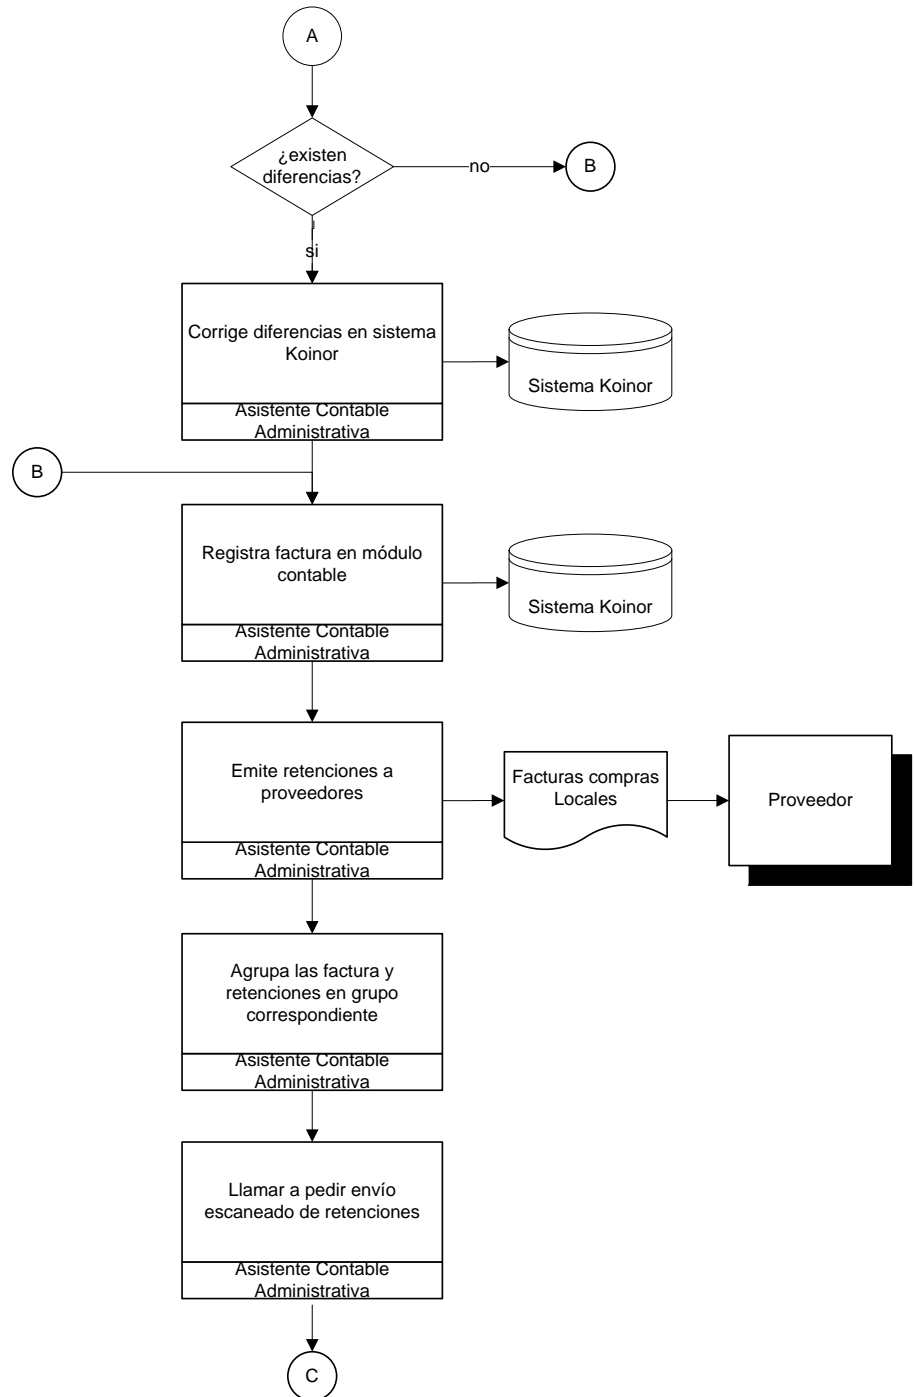 A
¿existen
diferencias?
no
B
si
Corrige diferencias en sistema
Koinor
Sistema Koinor
Asistente Contable
Administrativa
B
Registra factura en módulo
contable
Sistema Koinor
Asistente Contable
Administrativa
Emite retenciones a
proveedores
Facturas compras
Locales
Proveedor
Asistente Contable
Administrativa
Agrupa las factura y
retenciones en grupo
correspondiente
Asistente Contable
Administrativa
Llamar a pedir envío
escaneado de retenciones
Asistente Contable
Administrativa
C